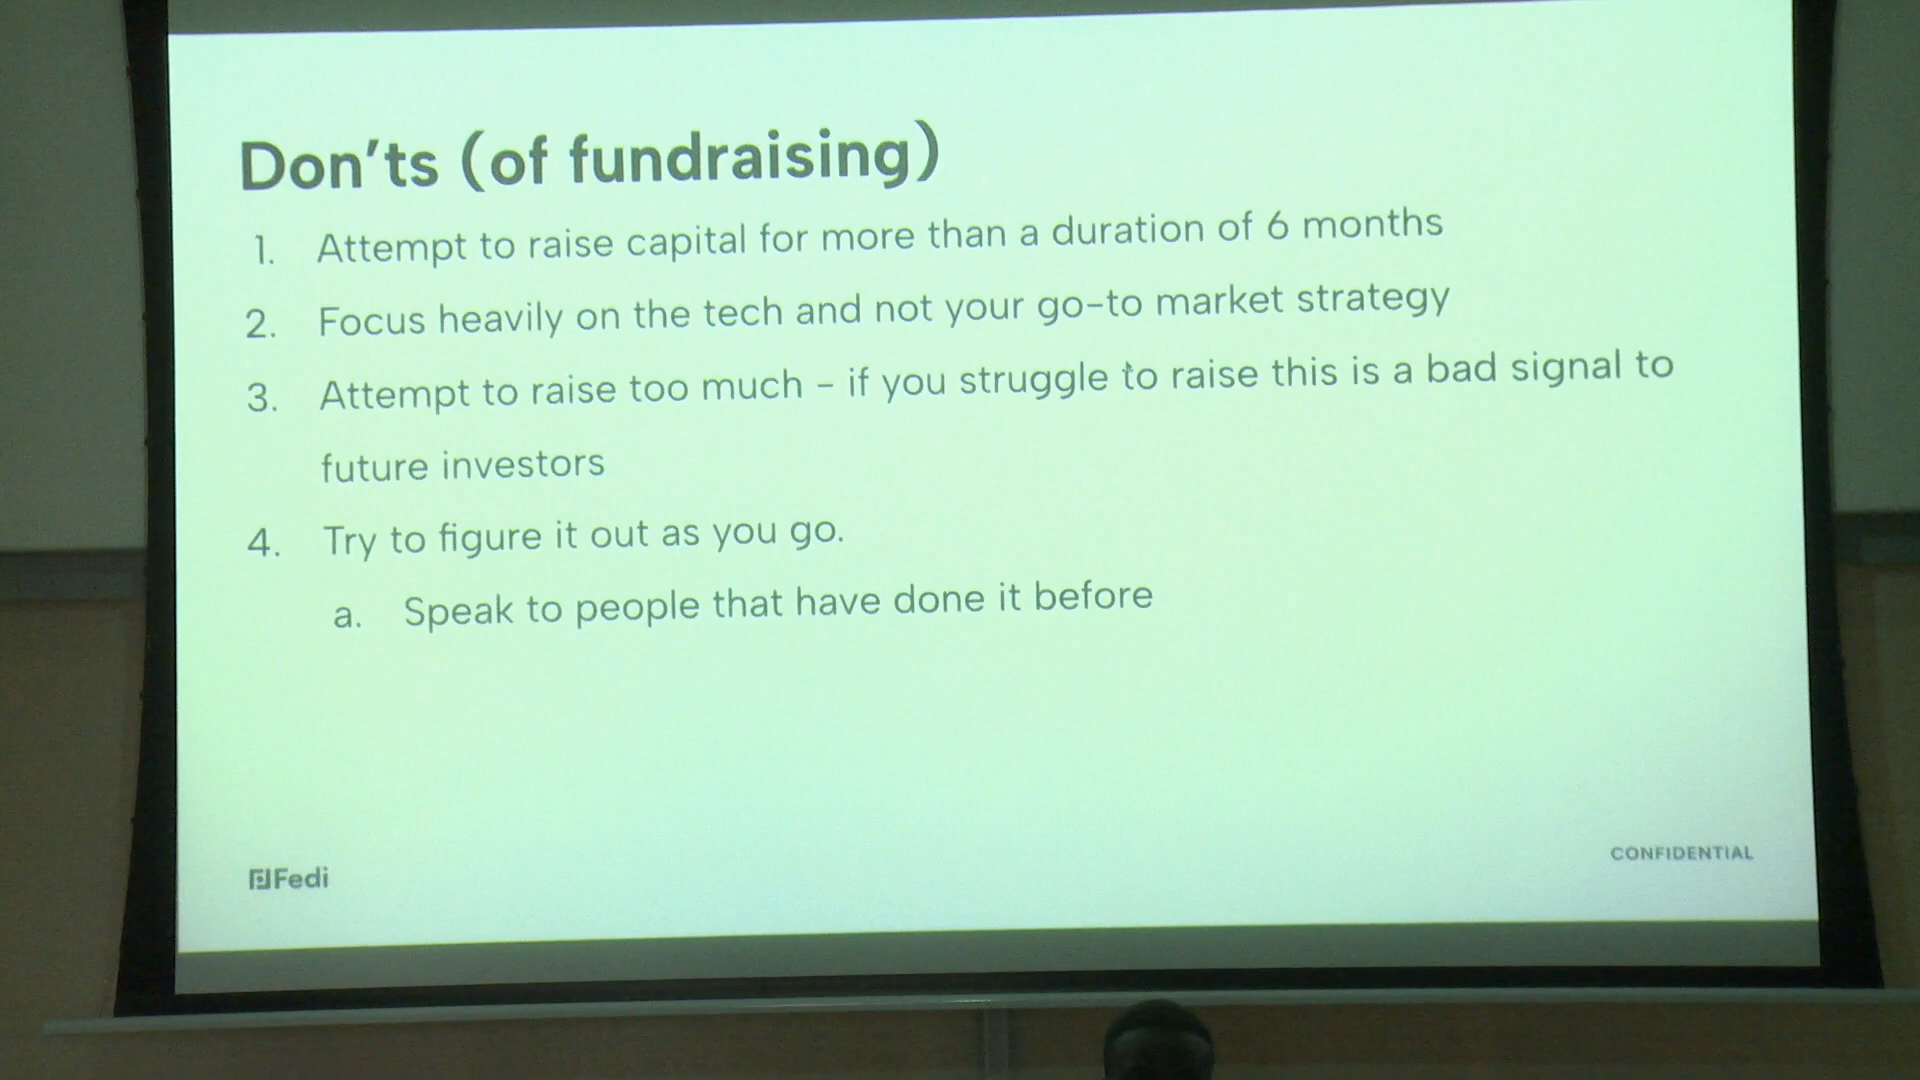 Don'ts (of fundraising)
1. Attempt to raise capital for more than a duration of 6 months
2. Focus heavily on the tech and not your go-to market strategy
3. Attempt to raise too much – if you struggle to raise this is a bad signal to
future investors
4. Try to figure it out as you go.
a. Speak to people that have done it before
Fedi
CONFIDENTIAL